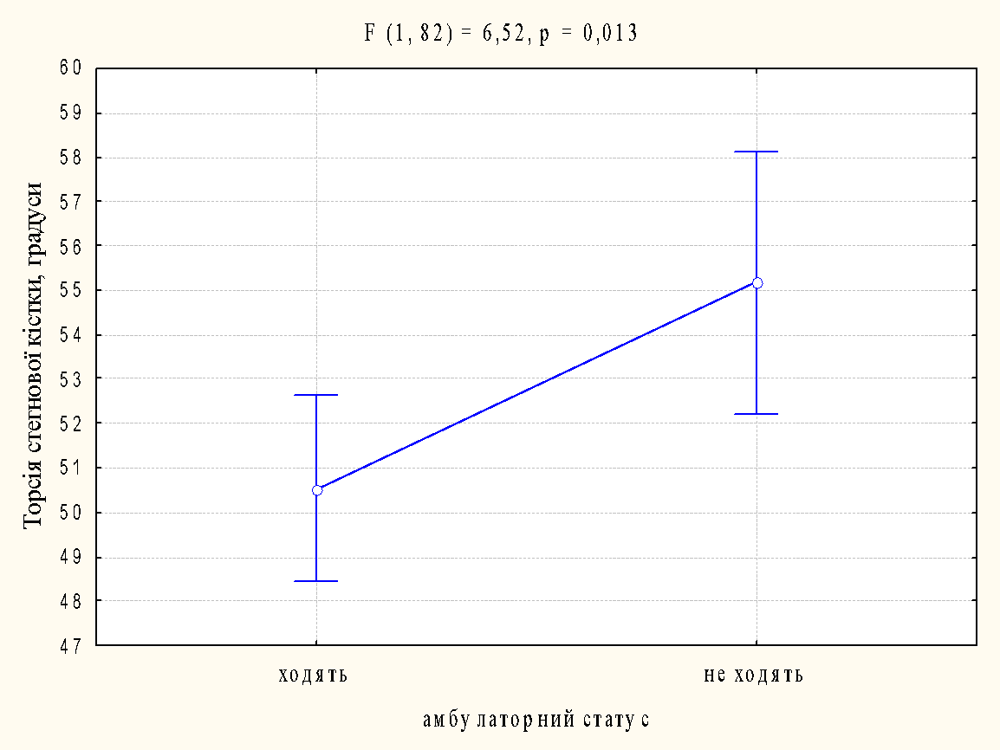 F (1, 82) = 6,52, p = 0,013
Торсія стегнової кістки, градуси
60
59
58
57
56
55
54
53
52
51
50
49
48
47
ходять
не ходять
амбулаторний статус